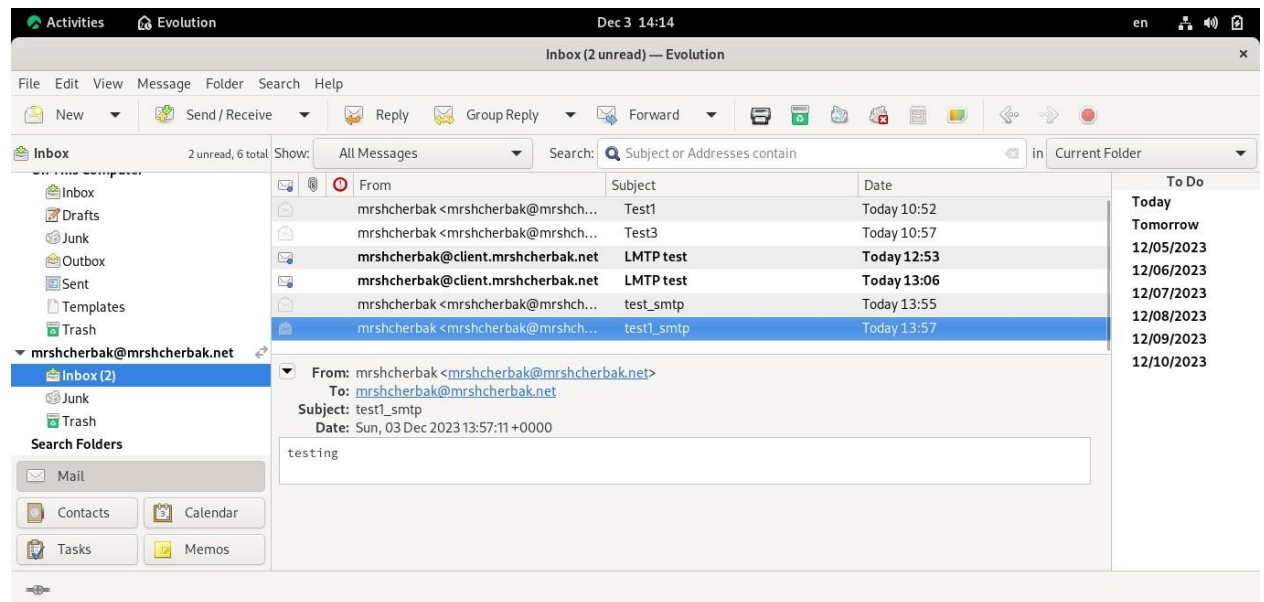 Activities Evolution Dec 3 14:14 en
Inbox (2 unread) — Evolution ×
File Edit View Message Folder Search Help
New Send / Receive Reply Group Reply Forward
Inbox 2 unread, 6 total Show: All Messages Search: Subject or Addresses contain in Current Folder
On This Computer
Inbox
Drafts
Junk
Outbox
Sent
Templates
Trash
mrshcherbak@mrshcherbak.net
Inbox (2)
Junk
Trash
Search Folders
Mail
Contacts Calendar
Tasks Memos
From Subject Date
mrshcherbak <mrshcherbak@mrshch... Test1 Today 10:52
mrshcherbak <mrshcherbak@mrshch... Test3 Today 10:57
mrshcherbak@client.mrshcherbak.net LMTP test Today 12:53
mrshcherbak@client.mrshcherbak.net LMTP test Today 13:06
mrshcherbak <mrshcherbak@mrshch... test_smtp Today 13:55
mrshcherbak <mrshcherbak@mrshch... test1_smtp Today 13:57
From: mrshcherbak <mrshcherbak@mrshcherbak.net>
To: mrshcherbak@mrshcherbak.net
Subject: test1_smtp
Date: Sun, 03 Dec 2023 13:57:11 +0000
testing
To Do
Today
Tomorrow
12/05/2023
12/06/2023
12/07/2023
12/08/2023
12/09/2023
12/10/2023